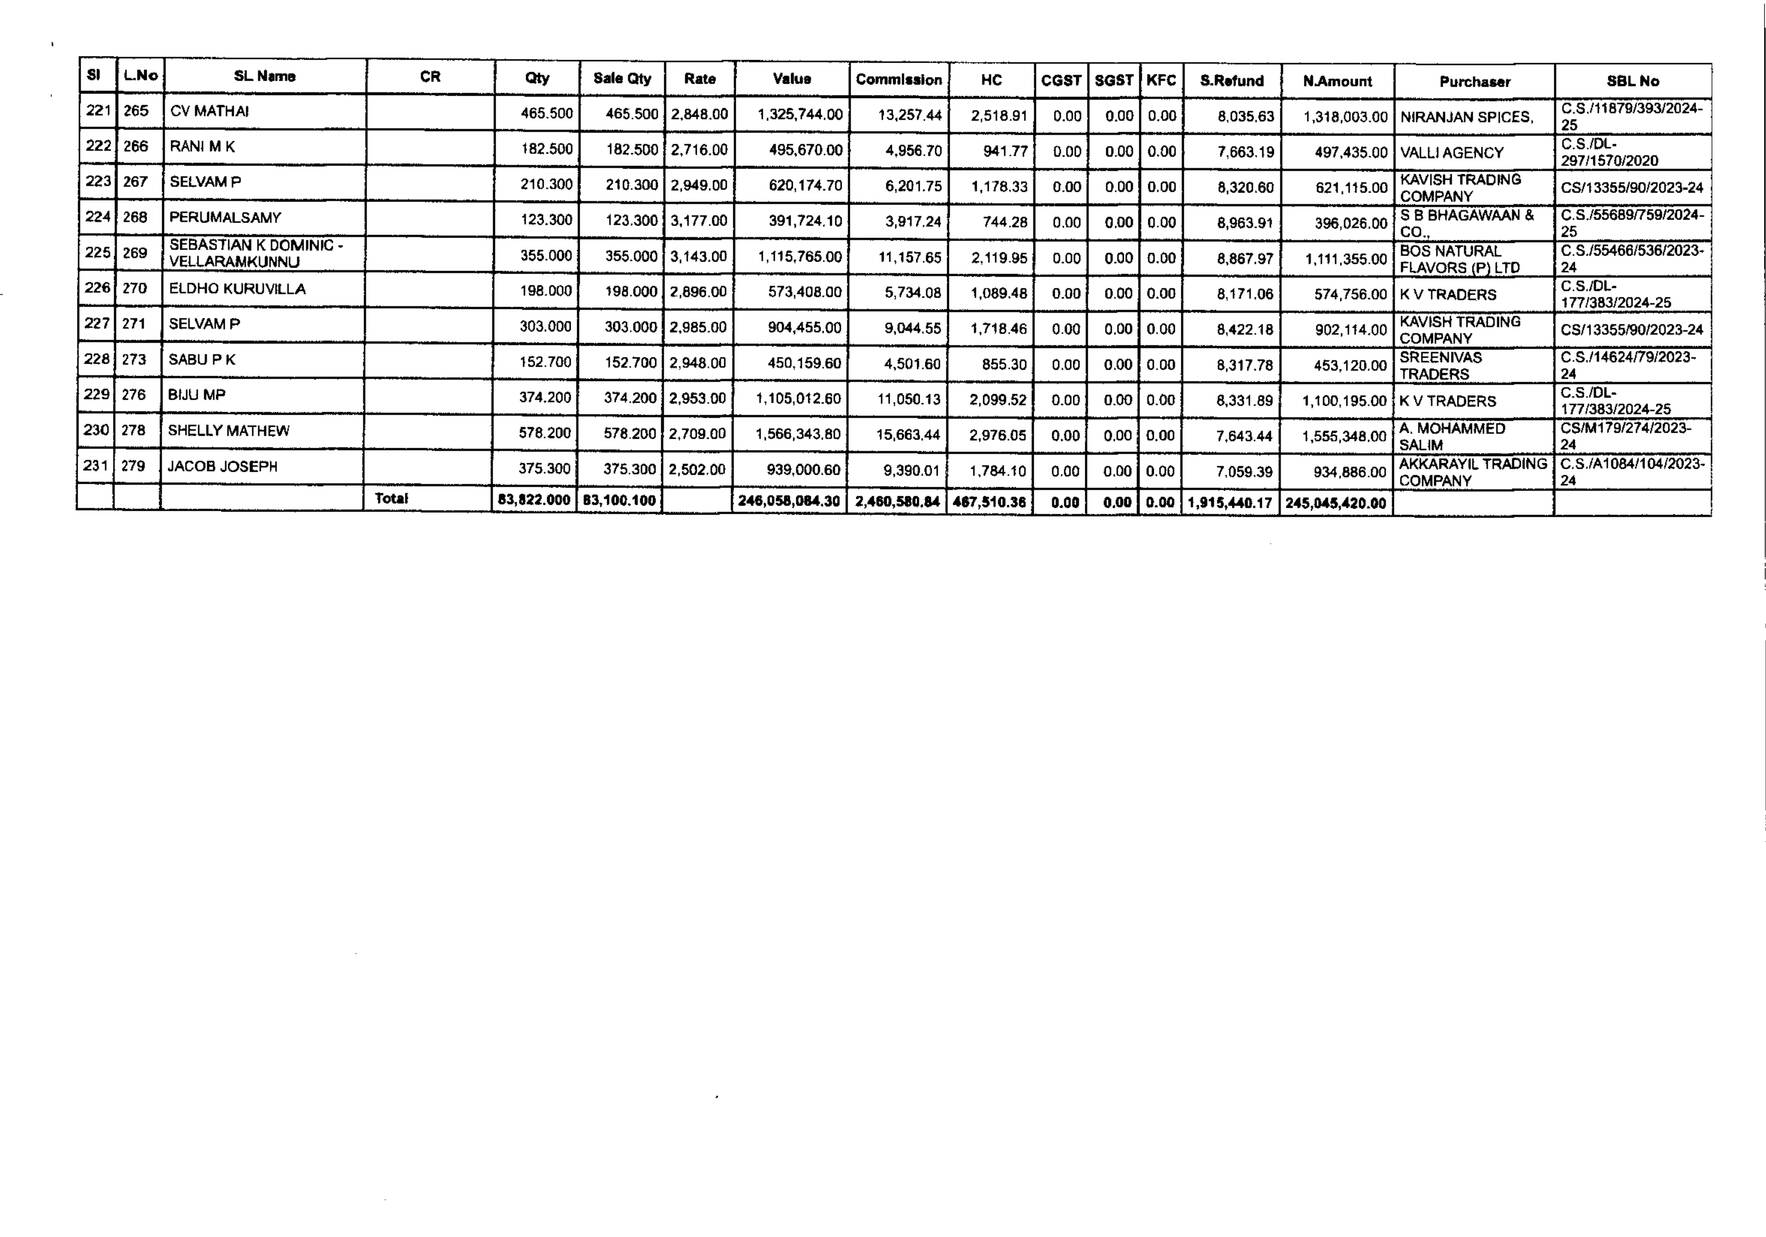 Sl L.No SL Name CR Qty Sale Qty Rate Value Commission HC CGST SGST KFC S.Refund N.Amount Purchaser SBL No
221 265 CV MATHAI 465.500 465.500 2,848.00 1,325,744.00 13,257.44 2,518.91 0.00 0.00 0.00 8,035.63 1,318,003.00 NIRANJAN SPICES, C.S./11879/393/2024-
25
222 266 RANI M K 182.500 182.500 2,716.00 495,670.00 4,956.70 941.77 0.00 0.00 0.00 7,663.19 497,435.00 VALLI AGENCY C.S./DL-
297/1570/2020
223 267 SELVAM P 210.300 210.300 2,949.00 620,174.70 6,201.75 1,178.33 0.00 0.00 0.00 8,320.60 621,115.00 KAVISH TRADING CS/13355/90/2023-24
COMPANY
224 268 PERUMALSAMY 123.300 123.300 3,177.00 391,724.10 3,917.24 744.28 0.00 0.00 0.00 8,963.91 396,026.00 S B BHAGAWAAN & C.S./55689/759/2024-
CO., 25
225 269 SEBASTIAN K DOMINIC - 355.000 355.000 3,143.00 1,115,765.00 11,157.65 2,119.95 0.00 0.00 0.00 8,867.97 1,111,355.00 BOS NATURAL C.S./55466/536/2023-
VELLARAMKUNNU FLAVORS (P) LTD 24
226 270 ELDHO KURUVILLA 198.000 198.000 2,896.00 573,408.00 5,734.08 1,089.48 0.00 0.00 0.00 8,171.06 574,756.00 K V TRADERS C.S./DL-
177/383/2024-25
227 271 SELVAM P 303.000 303.000 2,985.00 904,455.00 9,044.55 1,718.46 0.00 0.00 0.00 8,422.18 902,114.00 KAVISH TRADING CS/13355/90/2023-24
COMPANY
228 273 SABU P K 152.700 152.700 2,948.00 450,159.60 4,501.60 855.30 0.00 0.00 0.00 8,317.78 453,120.00 SREENIVAS C.S./14624/79/2023-
TRADERS 24
229 276 BIJU MP 374.200 374.200 2,953.00 1,105,012.60 11,050.13 2,099.52 0.00 0.00 0.00 8,331.89 1,100,195.00 K V TRADERS C.S./DL-
177/383/2024-25
230 278 SHELLY MATHEW 578.200 578.200 2,709.00 1,566,343.80 15,663.44 2,976.05 0.00 0.00 0.00 7,643.44 1,555,348.00 A. MOHAMMED CS/M179/274/2023-
SALIM 24
231 279 JACOB JOSEPH 375.300 375.300 2,502.00 939,000.60 9,390.01 1,784.10 0.00 0.00 0.00 7,059.39 934,886.00 AKKARAYIL TRADING C.S./A1084/104/2023-
COMPANY 24
Total 83,822.000 83,100.100 246,058,084.30 2,460,580.84 467,510.36 0.00 0.00 0.00 1,915,440.17 245,045,420.00